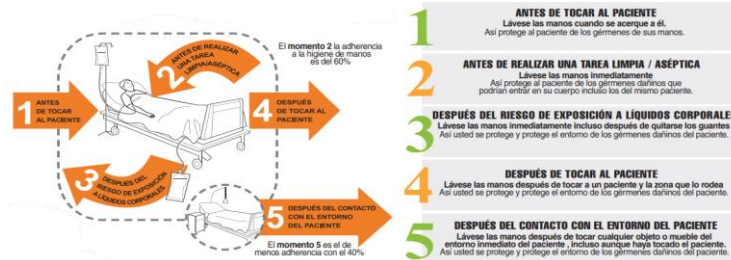 El momento 2 la adherencia
a la higiene de manos
es del 60%
1 ANTES
DE TOCAR
AL PACIENTE
2 ANTES DE REALIZAR
UNA TAREA
LIMPIA/ASÉPTICA
3 DESPUÉS DEL
RIESGO DE EXPOSICIÓN
A LÍQUIDOS CORPORALES
4 DESPUÉS
DE TOCAR AL
PACIENTE
5 DESPUÉS DEL CONTACTO
CON EL ENTORNO
DEL PACIENTE
El momento 5 es el de
menos adherencia con el 40%
1 ANTES DE TOCAR AL PACIENTE
Lávese las manos cuando se acerque a él.
Así protege al paciente de los gérmenes de sus manos.
2 ANTES DE REALIZAR UNA TAREA LIMPIA / ASÉPTICA
Lávese las manos inmediatamente
Así protege al paciente de los gérmenes dañinos que
podrían entrar en su cuerpo incluido los del mismo paciente.
3 DESPUÉS DEL RIESGO DE EXPOSICIÓN A LÍQUIDOS CORPORALE
Lávese las manos inmediatamente incluso después de quitarse los guantes
Así usted se protege y protege el entorno de los gérmenes dañinos del paciente.
4 DESPUÉS DE TOCAR AL PACIENTE
Lávese las manos después de tocar a un paciente y la zona que lo rodea
Así usted se protege y protege el entorno de los gérmenes dañinos del paciente.
5 DESPUÉS DEL CONTACTO CON EL ENTORNO DEL PACIENTE
Lávese las manos después de tocar cualquier objeto o mueble del
entorno inmediato del paciente , incluso aunque haya tocado el paciente.
Así usted se protege y protege el entorno de los gérmenes dañinos del paciente.